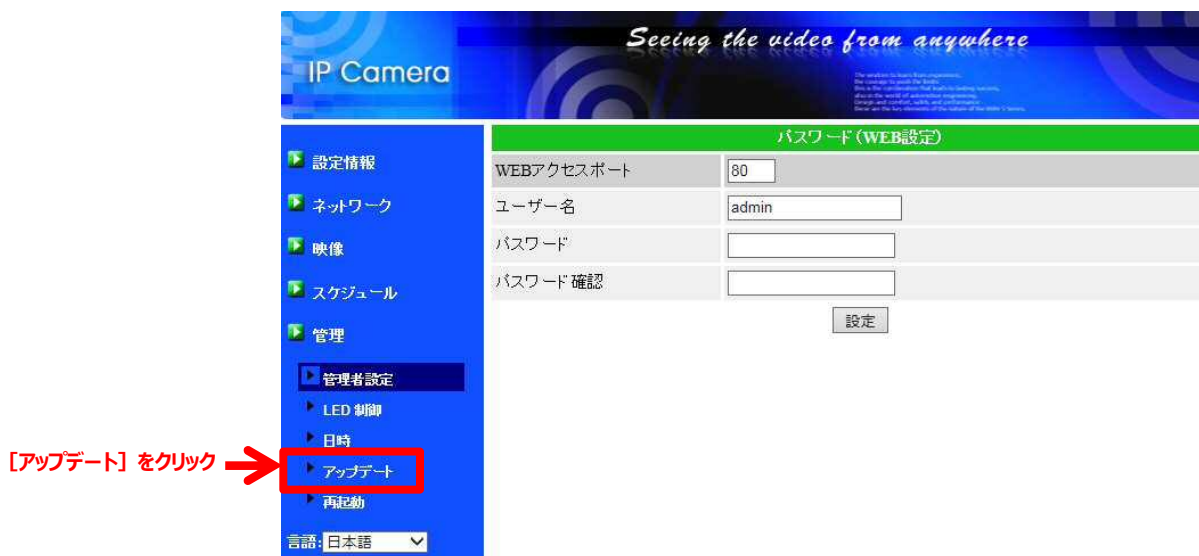 Seeing the video from anywhere
IP Camera
パスワード(WEB設定)
設定情報
ネットワーク
映像
スケジュール
管理
管理者設定
LED 制御
日時
アップデート
再起動
言語:日本語
WEBアクセスポート 80
ユーザー名 admin
パスワード
パスワード確認
設定
[アップデート] をクリック